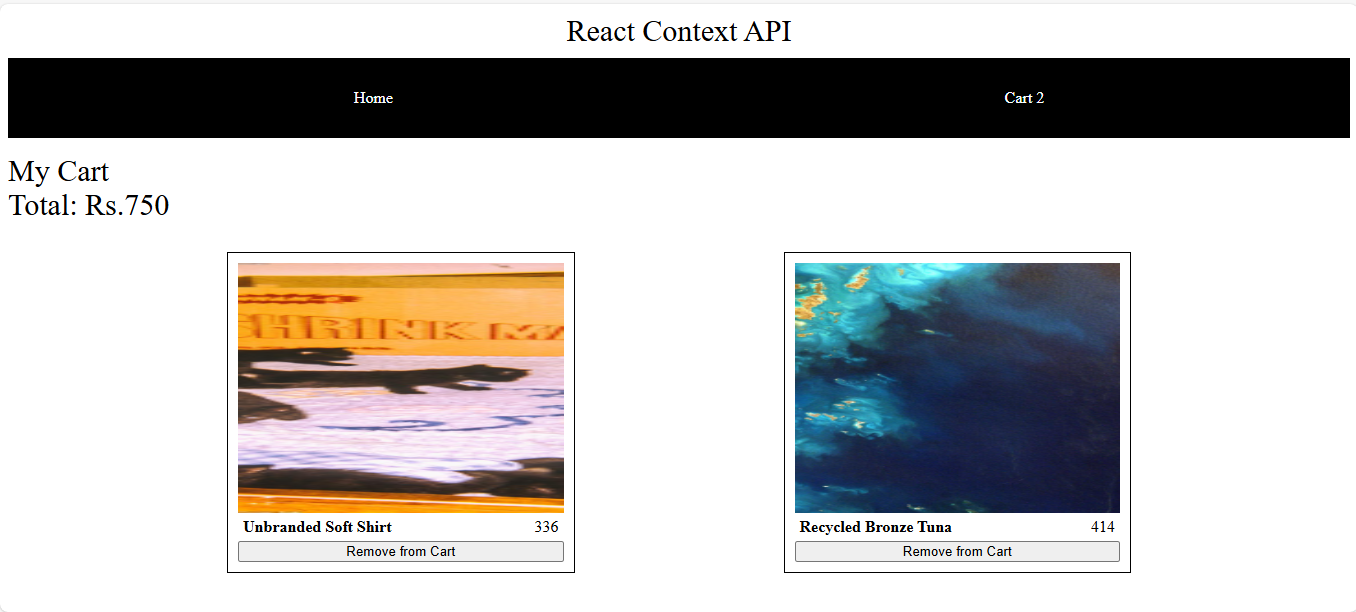 React Context API
Home Cart 2
My Cart
Total: Rs.750
SHRINK
Unbranded Soft Shirt 336
Remove from Cart
Recycled Bronze Tuna 414
Remove from Cart